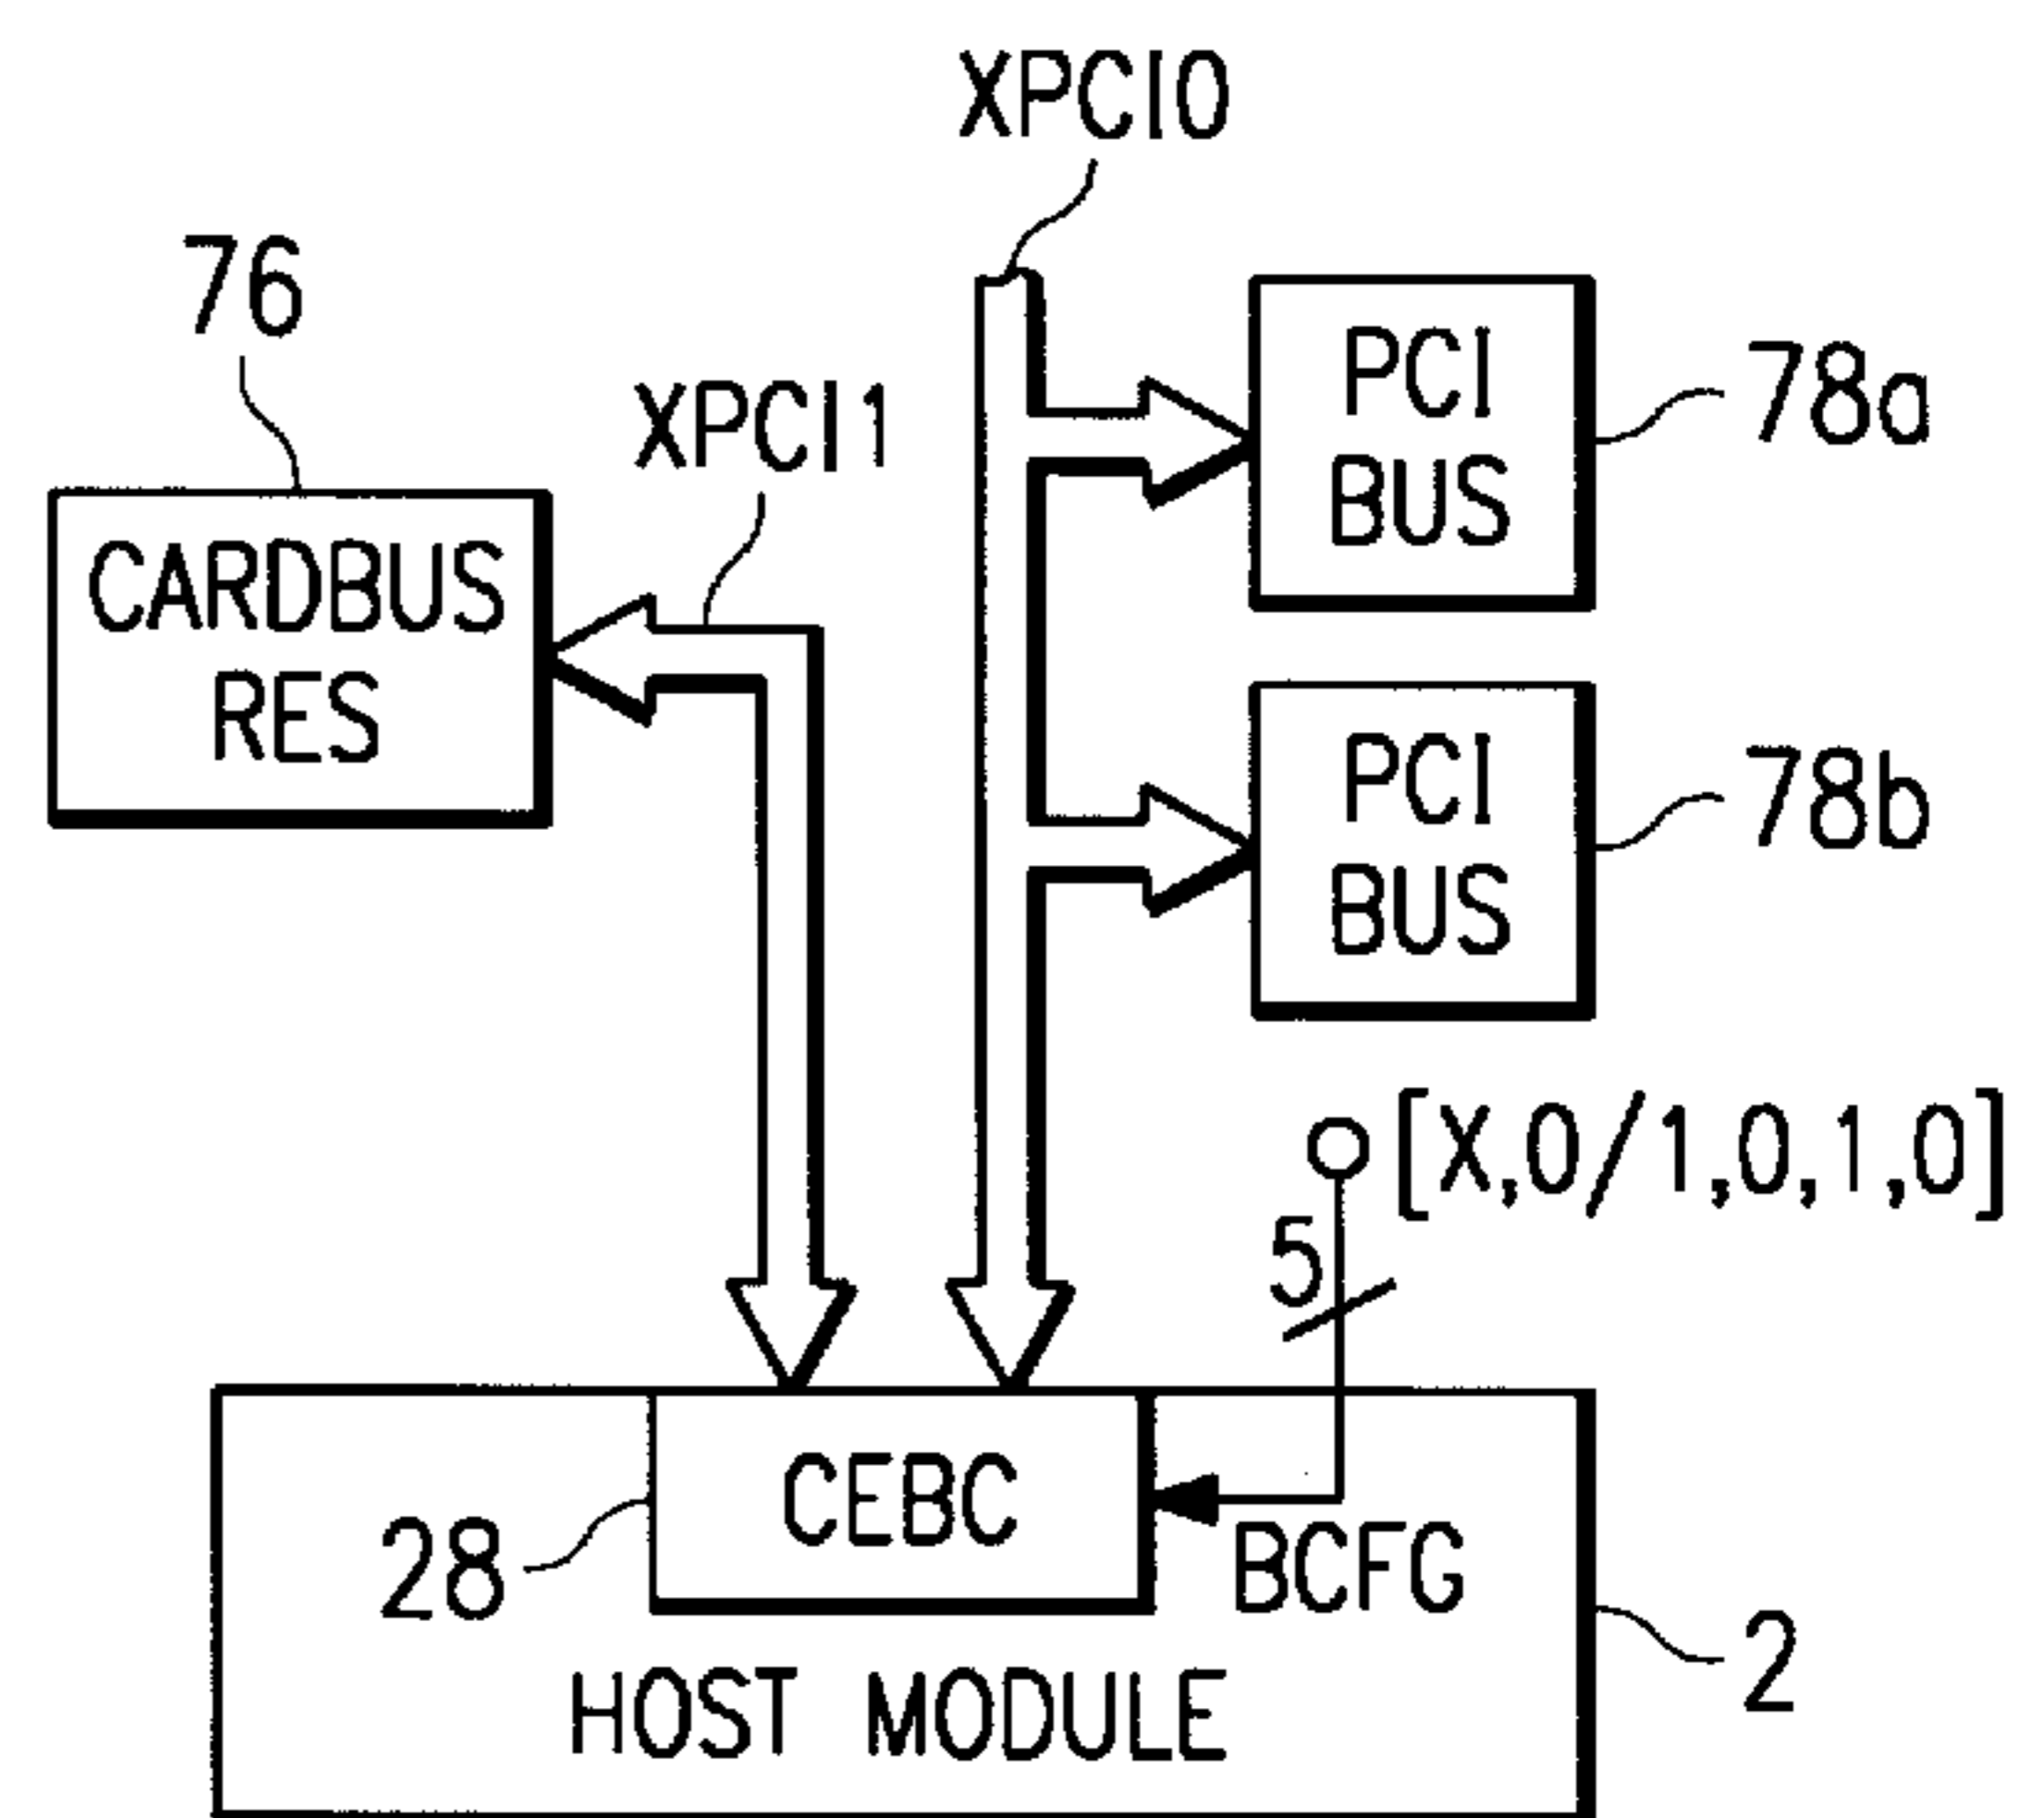 XPCI0
76
XPCI1
PCI
BUS
78a
CARDBUS
RES
PCI
BUS
78b
[X,0/1,0,1,0]
5
CEBC
28
BCFG
2
HOST MODULE